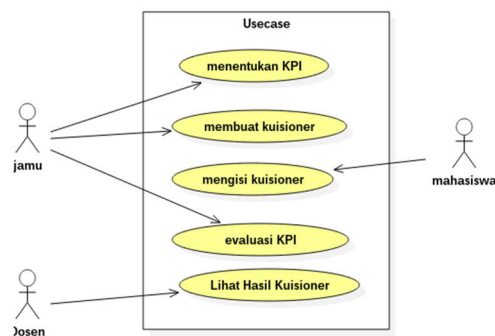 Usecase
menentukan KPI
membuat kuisioner
jamu
mengisi kuisioner
mahasiswa
evaluasi KPI
Lihat Hasil Kuisioner
Dosen